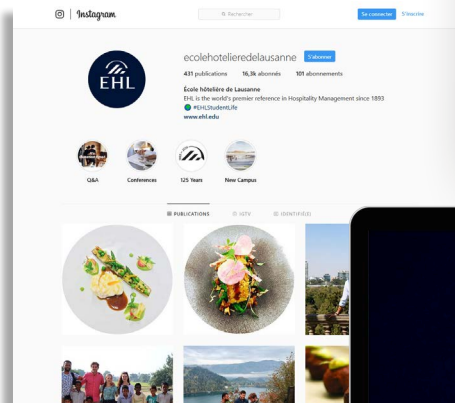 Instagram
Rechercher
Se connecter
S'inscrire
EHL
ecolehotelieredelausanne
S'abonner
431 publications 16,3k abonnés 101 abonnements
École hôtelière de Lausanne
EHL is the world's premier reference in Hospitality Management since 1893
#EHLStudentLife
www.ehl.edu
Q&A Conferences 125 Years New Campus
PUBLICATIONS IGTV IDENTIFIÉ(E)